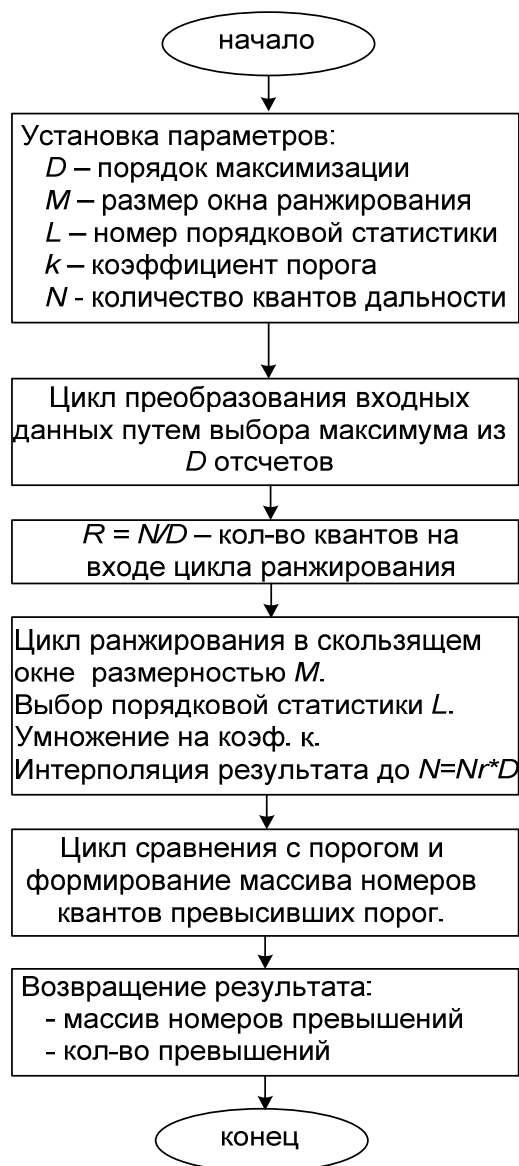 начало
Установка параметров:
D – порядок максимизации
M – размер окна ранжирования
L – номер порядковой статистики
k – коэффициент порога
N - количество квантов дальности
Цикл преобразования входных
данных путем выбора максимума из
D отсчетов
R = N/D – кол-во квантов на
входе цикла ранжирования
Цикл ранжирования в скользящем
окне размерностью M.
Выбор порядковой статистики L.
Умножение на коэф. к.
Интерполяция результата до N=Nr*D
Цикл сравнения с порогом и
формирование массива номеров
квантов превысивших порог.
Возвращение результата:
- массив номеров превышений
- кол-во превышений
конец